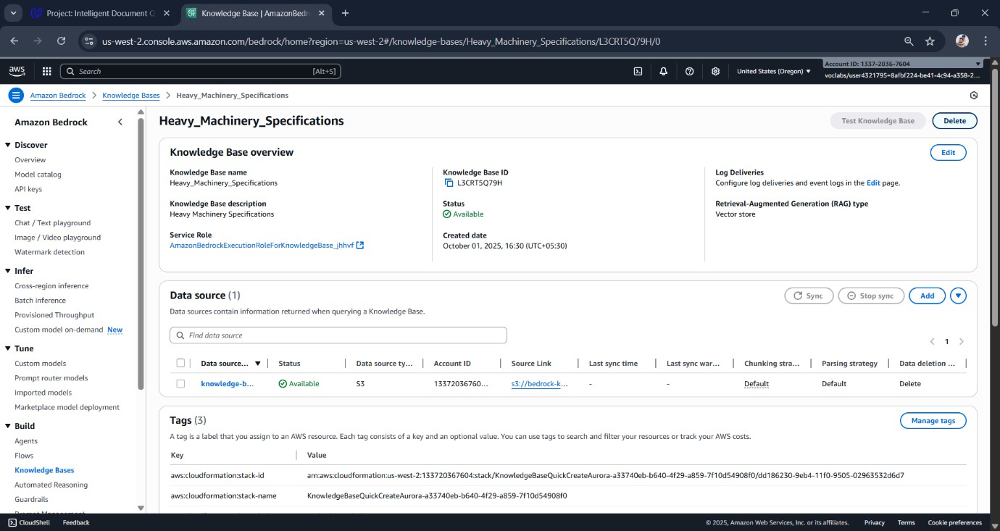 Project: Intelligent Document Q
Knowledge Base | AmazonBedr
us-west-2.console.aws.amazon.com/bedrock/home?region=us-west-2#/knowledge-bases/Heavy_Machinery_Specifications/L3CRT5Q79H/0
aws
Search [Alt+S]
United States (Oregon)
Account ID: 1337-2036-7604
voclabs/user4321795=8afbf224-be41-4c94-a358-2...
Amazon Bedrock
Knowledge Bases
Heavy_Machinery_Specifications
Amazon Bedrock
Discover
Overview
Model catalog
API keys
Test
Chat / Text playground
Image / Video playground
Watermark detection
Infer
Cross-region inference
Batch inference
Provisioned Throughput
Custom model on-demand New
Tune
Custom models
Prompt router models
Imported models
Marketplace model deployment
Build
Agents
Flows
Knowledge Bases
Automated Reasoning
Guardrails
Prompt Management
Heavy_Machinery_Specifications
Test Knowledge Base
Delete
Knowledge Base overview
Edit
Knowledge Base name
Heavy_Machinery_Specifications
Knowledge Base description
Heavy Machinery Specifications
Service Role
AmazonBedrockExecutionRoleForKnowledgeBase_jhhvf
Knowledge Base ID
L3CRT5Q79H
Status
Available
Created date
October 01, 2025, 16:30 (UTC+05:30)
Log Deliveries
Configure log deliveries and event logs in the Edit page.
Retrieval-Augmented Generation (RAG) type
Vector store
Data source (1)
Sync
Stop sync
Add
Data sources contain information returned when querying a Knowledge Base.
Find data source
1
Data source... Status Data source ty... Account ID Source Link Last sync time Last sync war... Chunking stra... Parsing strategy Data deletion ...
knowledge-b... Available S3 13372036760... s3://bedrock-k... - - Default Default Delete
Tags (3)
Manage tags
A tag is a label that you assign to an AWS resource. Each tag consists of a key and an optional value. You can use tags to search and filter your resources or track your AWS costs.
Key Value
aws:cloudformation:stack-id arn:aws:cloudformation:us-west-2:133720367604:stack/KnowledgeBaseQuickCreateAurora-a33740eb-b640-4f29-a859-7f10d54908f0/dd186230-9eb4-11f0-9505-02963532d6d7
aws:cloudformation:stack-name KnowledgeBaseQuickCreateAurora-a33740eb-b640-4f29-a859-7f10d54908f0
CloudShell
Feedback
© 2025, Amazon Web Services, Inc. or its affiliates.
Privacy
Terms
Cookie preferences